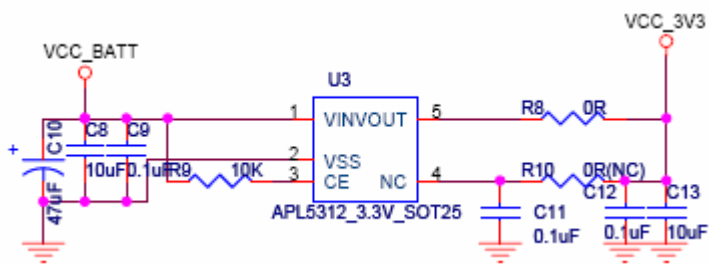 VCC_3V3
VCC_BATT
U3
1 VINVOUT 5 R8 0R
+ C10 C8 C9
2 VSS
47uF 10uF 0.1uF R9 10K 3 CE NC 4 R10 0R(NC)
APL5312_3.3V_SOT25
C11 C12 C13
0.1uF 0.1uF 10uF